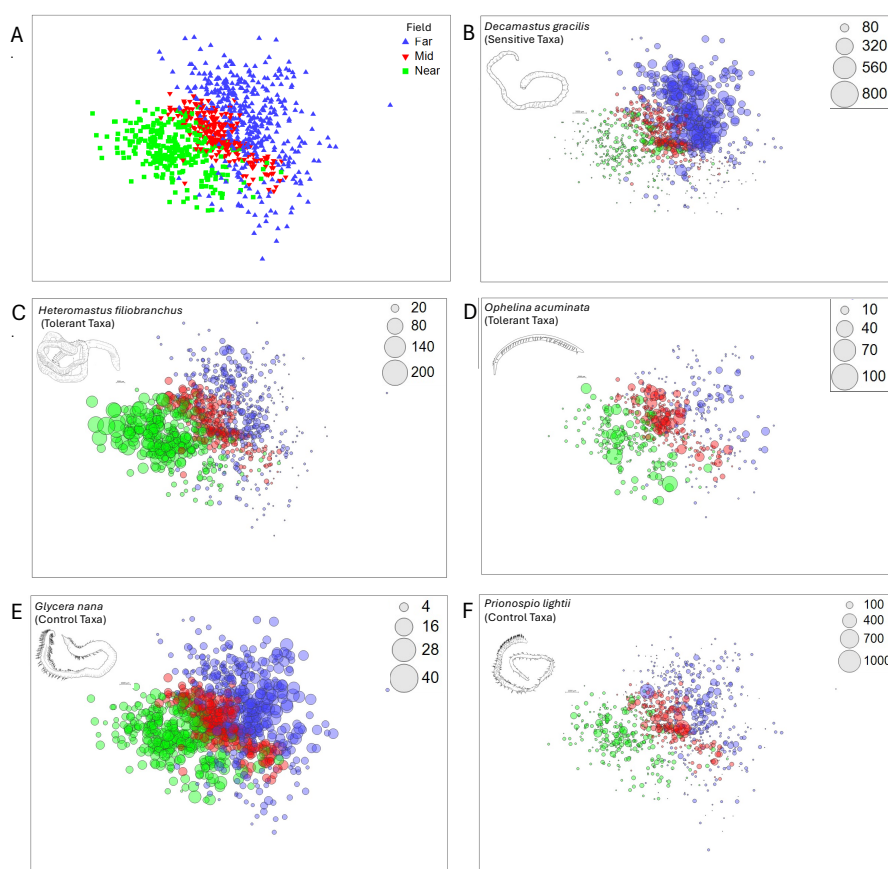 A
Field
Far
Mid
Near
B
Decamastus gracilis
(Sensitive Taxa)
80
320
560
800
C
Heteromastus filiobranchus
(Tolerant Taxa)
20
80
140
200
D
Ophelina acuminata
(Tolerant Taxa)
10
40
70
100
E
Glycera nana
(Control Taxa)
4
16
28
40
F
Prionospio lightii
(Control Taxa)
100
400
700
1000